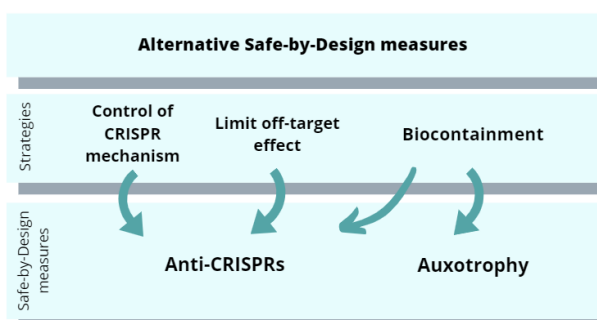 Alternative Safe-by-Design measures
Strategies
Control of
CRISPR
mechanism
Limit off-target
effect
Biocontainment
Safe-by-Design
measures
Anti-CRISPRs
Auxotrophy